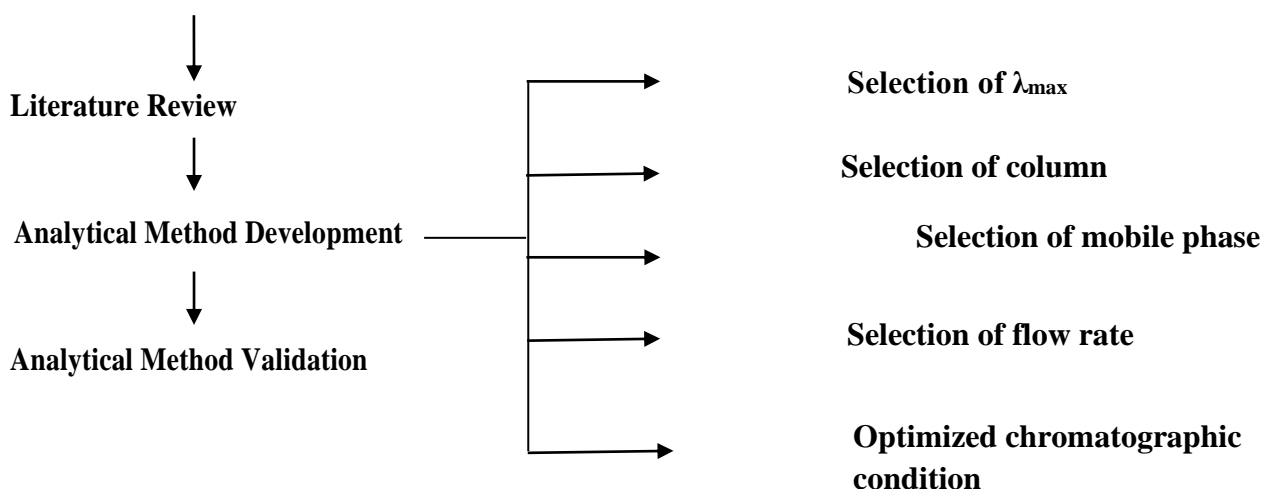 Literature Review
Analytical Method Development
Analytical Method Validation
Selection of λmax
Selection of column
Selection of mobile phase
Selection of flow rate
Optimized chromatographic
condition